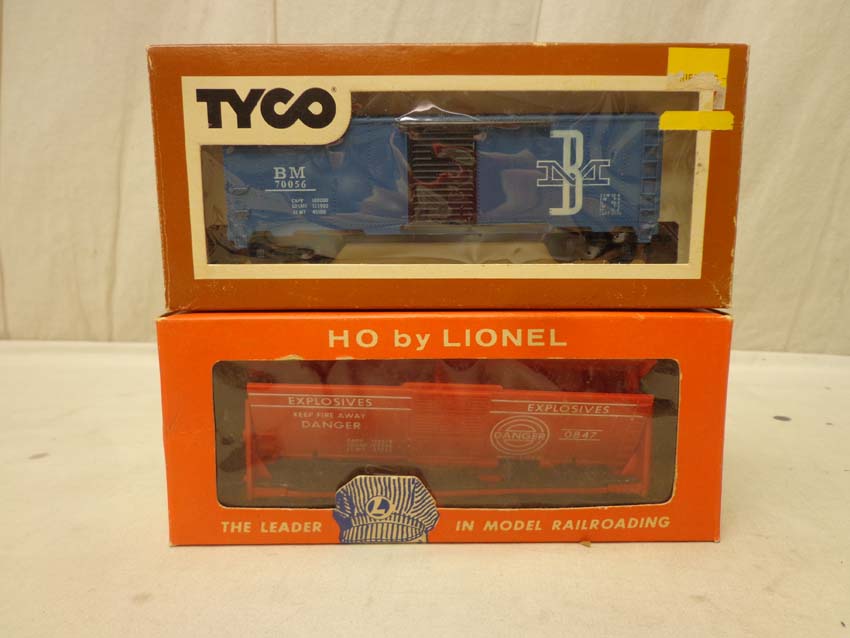 TYCO
BM
70056
B
M
HO by LIONEL
EXPLOSIVES
KEEP FIRE AWAY
DANGER
EXPLOSIVES
DANGER
0847
L
THE LEADER IN MODEL RAILROADING